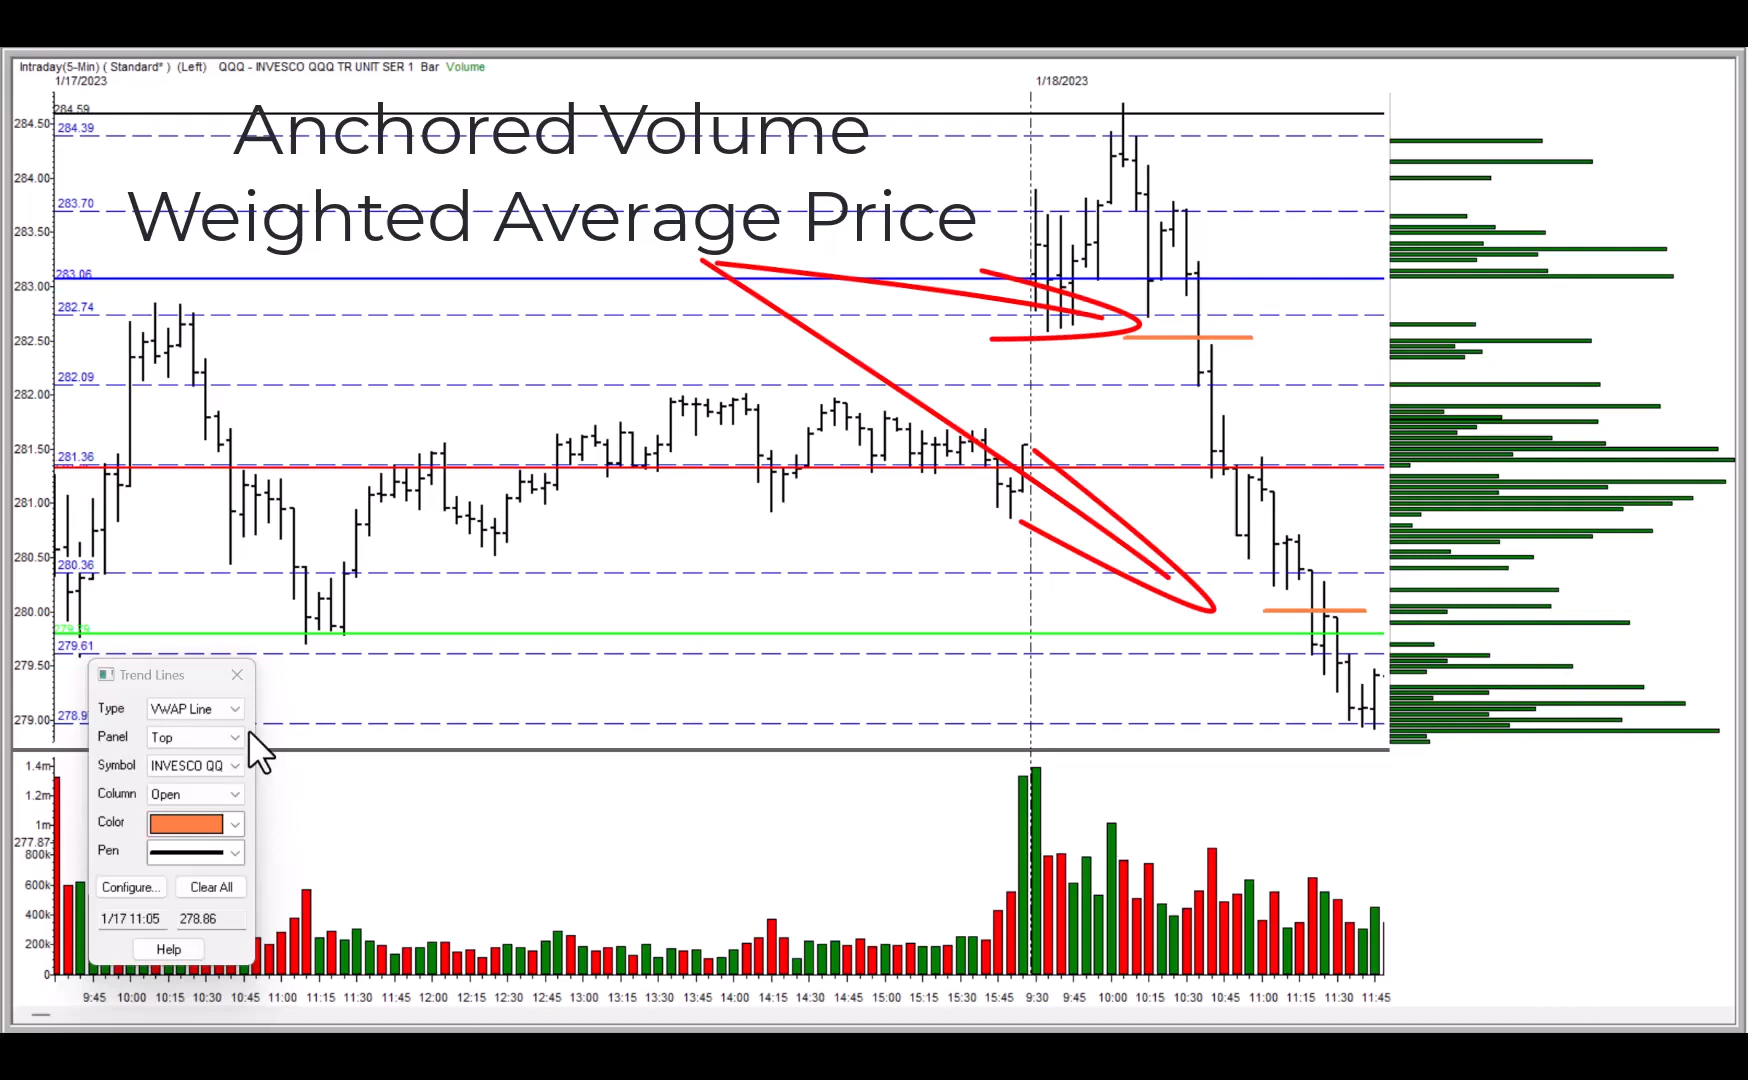 Intraday(5-Min) ( Standard* ) (Left) QQQ - INVESCO QQQ TR UNIT SER 1 Bar Volume
1/17/2023 1/18/2023
Anchored Volume
Weighted Average Price
284.59
284.50
284.39
284.00
283.70
283.50
283.06
283.00
282.74
282.50
282.09
282.00
281.50
281.36
281.00
280.50
280.36
280.00
279.61
279.50
279.00
Trend Lines
Type VWAP Line
Panel Top
Symbol INVESCO QQ
Column Open
Color
Pen
Configure... Clear All
1/17 11:05 278.86
Help
1.4m
1.2m
1m
277.87
800k
600k
400k
200k
0
9:45 10:00 10:15 10:30 10:45 11:00 11:15 11:30 11:45 12:00 12:15 12:30 12:45 13:00 13:15 13:30 13:45 14:00 14:15 14:30 14:45 15:00 15:15 15:30 15:45 9:30 9:45 10:00 10:15 10:30 10:45 11:00 11:15 11:30 11:45